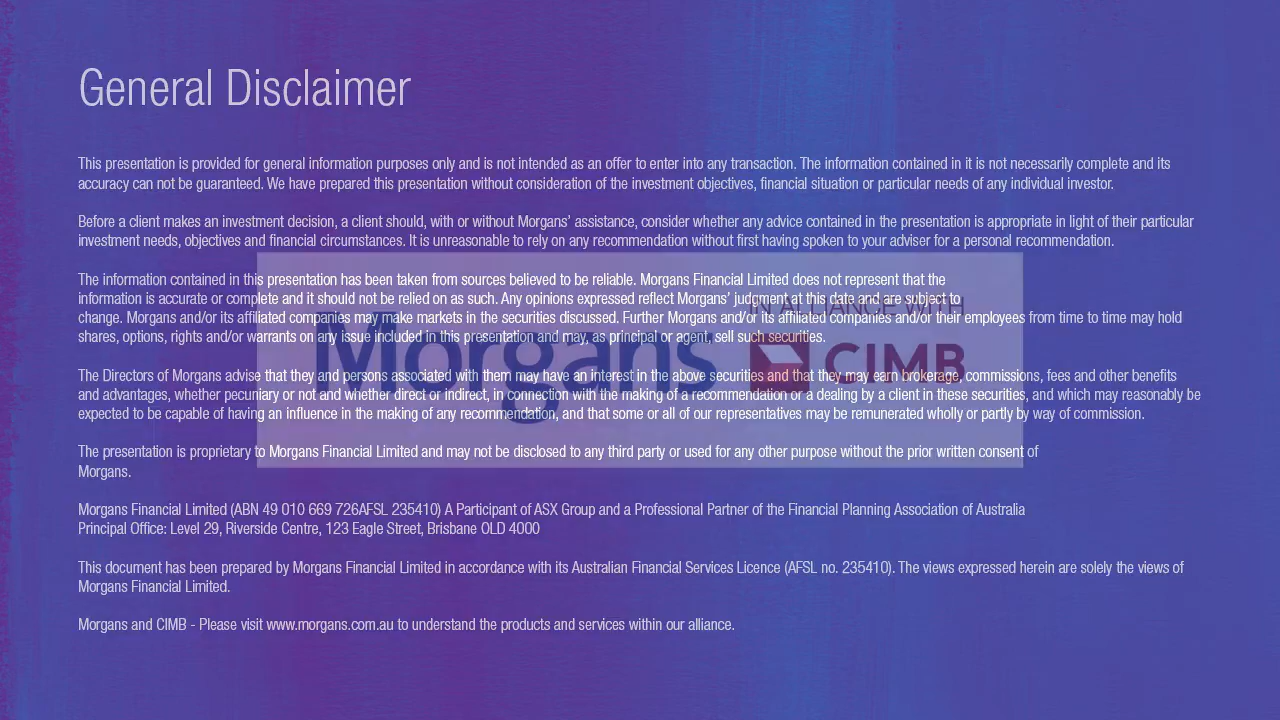 General Disclaimer
This presentation is provided for general information purposes only and is not intended as an offer to enter into any transaction. The information contained in it is not necessarily complete and its
accuracy can not be guaranteed. We have prepared this presentation without consideration of the investment objectives, financial situation or particular needs of any individual investor.
Before a client makes an investment decision, a client should, with or without Morgans’ assistance, consider whether any advice contained in the presentation is appropriate in light of their particular
investment needs, objectives and financial circumstances. It is unreasonable to rely on any recommendation without first having spoken to your adviser for a personal recommendation.
The information contained in this presentation has been taken from sources believed to be reliable. Morgans Financial Limited does not represent that the
information is accurate or complete and it should not be relied on as such. Any opinions expressed reflect Morgans’ judgment at this date and are subject to
change. Morgans and/or its affiliated companies may make markets in the securities discussed. Further Morgans and/or its affiliated companies and/or their employees from time to time may hold
shares, options, rights and/or warrants on any issue included in this presentation and may, as principal or agent, sell such securities.
The Directors of Morgans advise that they and persons associated with them may have an interest in the above securities and that they may earn brokerage, commissions, fees and other benefits
and advantages, whether pecuniary or not and whether direct or indirect, in connection with the making of a recommendation or a dealing by a client in these securities, and which may reasonably be
expected to be capable of having an influence in the making of any recommendation, and that some or all of our representatives may be remunerated wholly or partly by way of commission.
The presentation is proprietary to Morgans Financial Limited and may not be disclosed to any third party or used for any other purpose without the prior written consent of
Morgans.
Morgans Financial Limited (ABN 49 010 669 726AFSL 235410) A Participant of ASX Group and a Professional Partner of the Financial Planning Association of Australia
Principal Office: Level 29, Riverside Centre, 123 Eagle Street, Brisbane OLD 4000
This document has been prepared by Morgans Financial Limited in accordance with its Australian Financial Services Licence (AFSL no. 235410). The views expressed herein are solely the views of
Morgans Financial Limited.
Morgans and CIMB - Please visit www.morgans.com.au to understand the products and services within our alliance.
Morgans
IN ALLIANCE WITH
CIMB